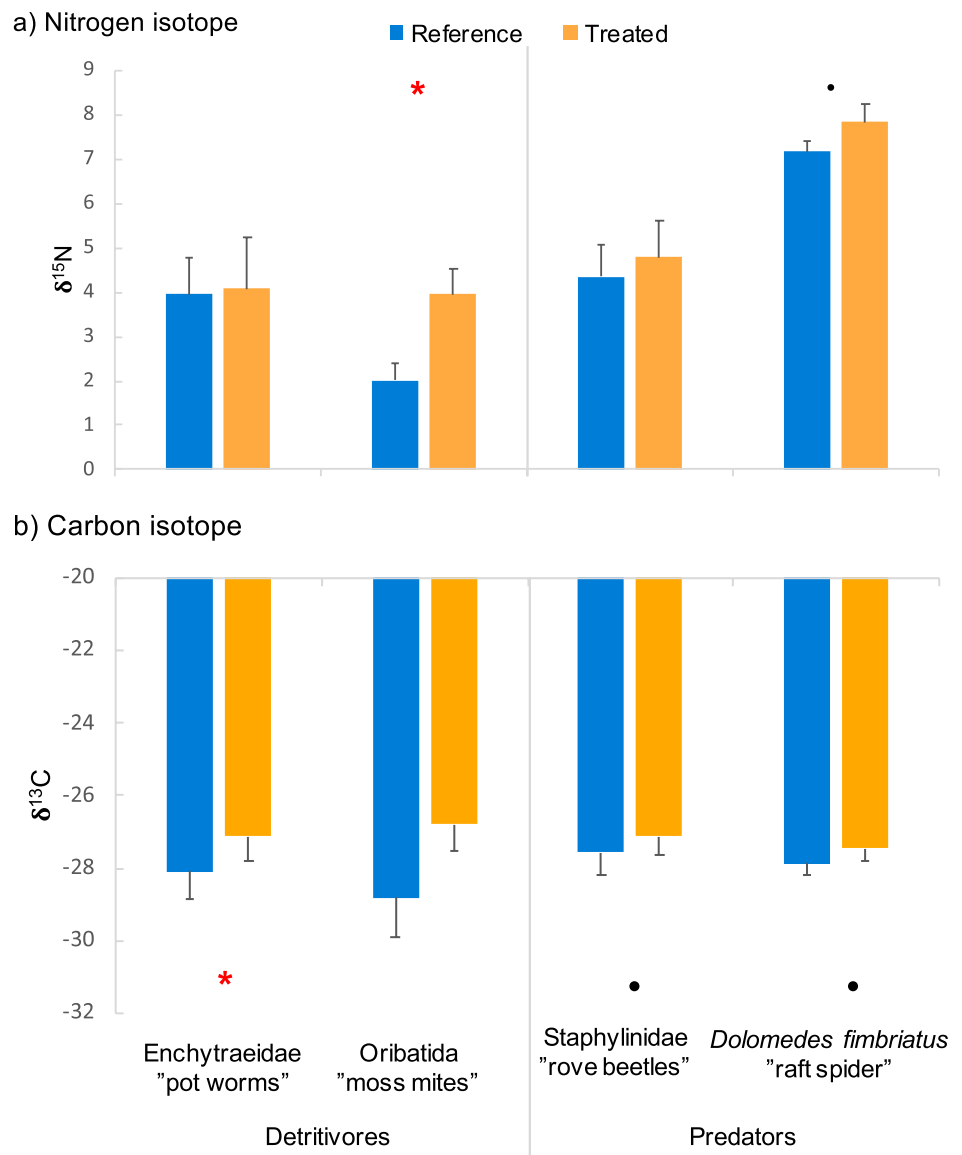 a) Nitrogen isotope
Reference Treated
9
8
7
6
5
4
3
2
1
0
δ¹⁵N
*
•
b) Carbon isotope
-20
-22
-24
-26
-28
-30
-32
δ¹³C
* • •
Enchytraeidae Oribatida Staphylinidae Dolomedes fimbriatus
”pot worms” ”moss mites” ”rove beetles” ”raft spider”
Detritivores Predators